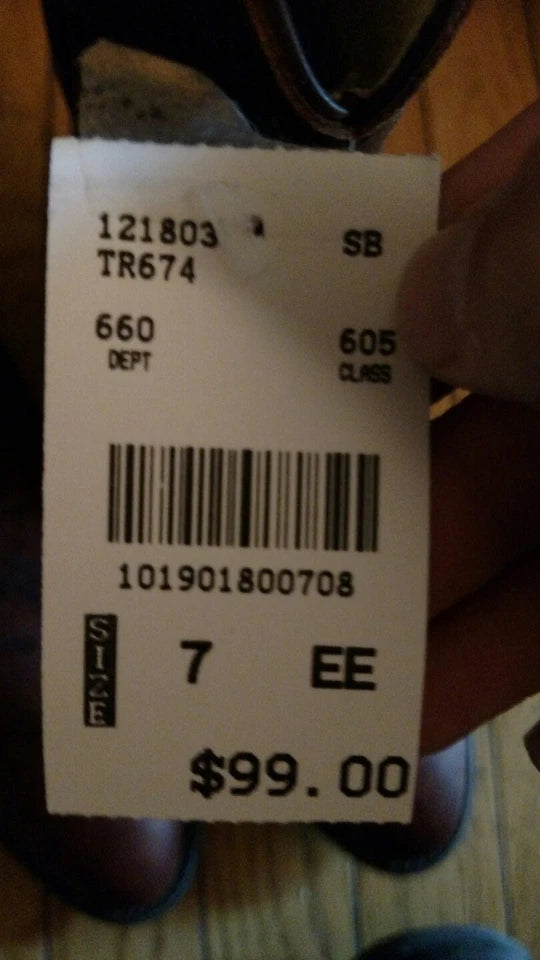 121803 SB
TR674
660 605
DEPT CLASS
101901800708
SIZE 7 EE
$99.00